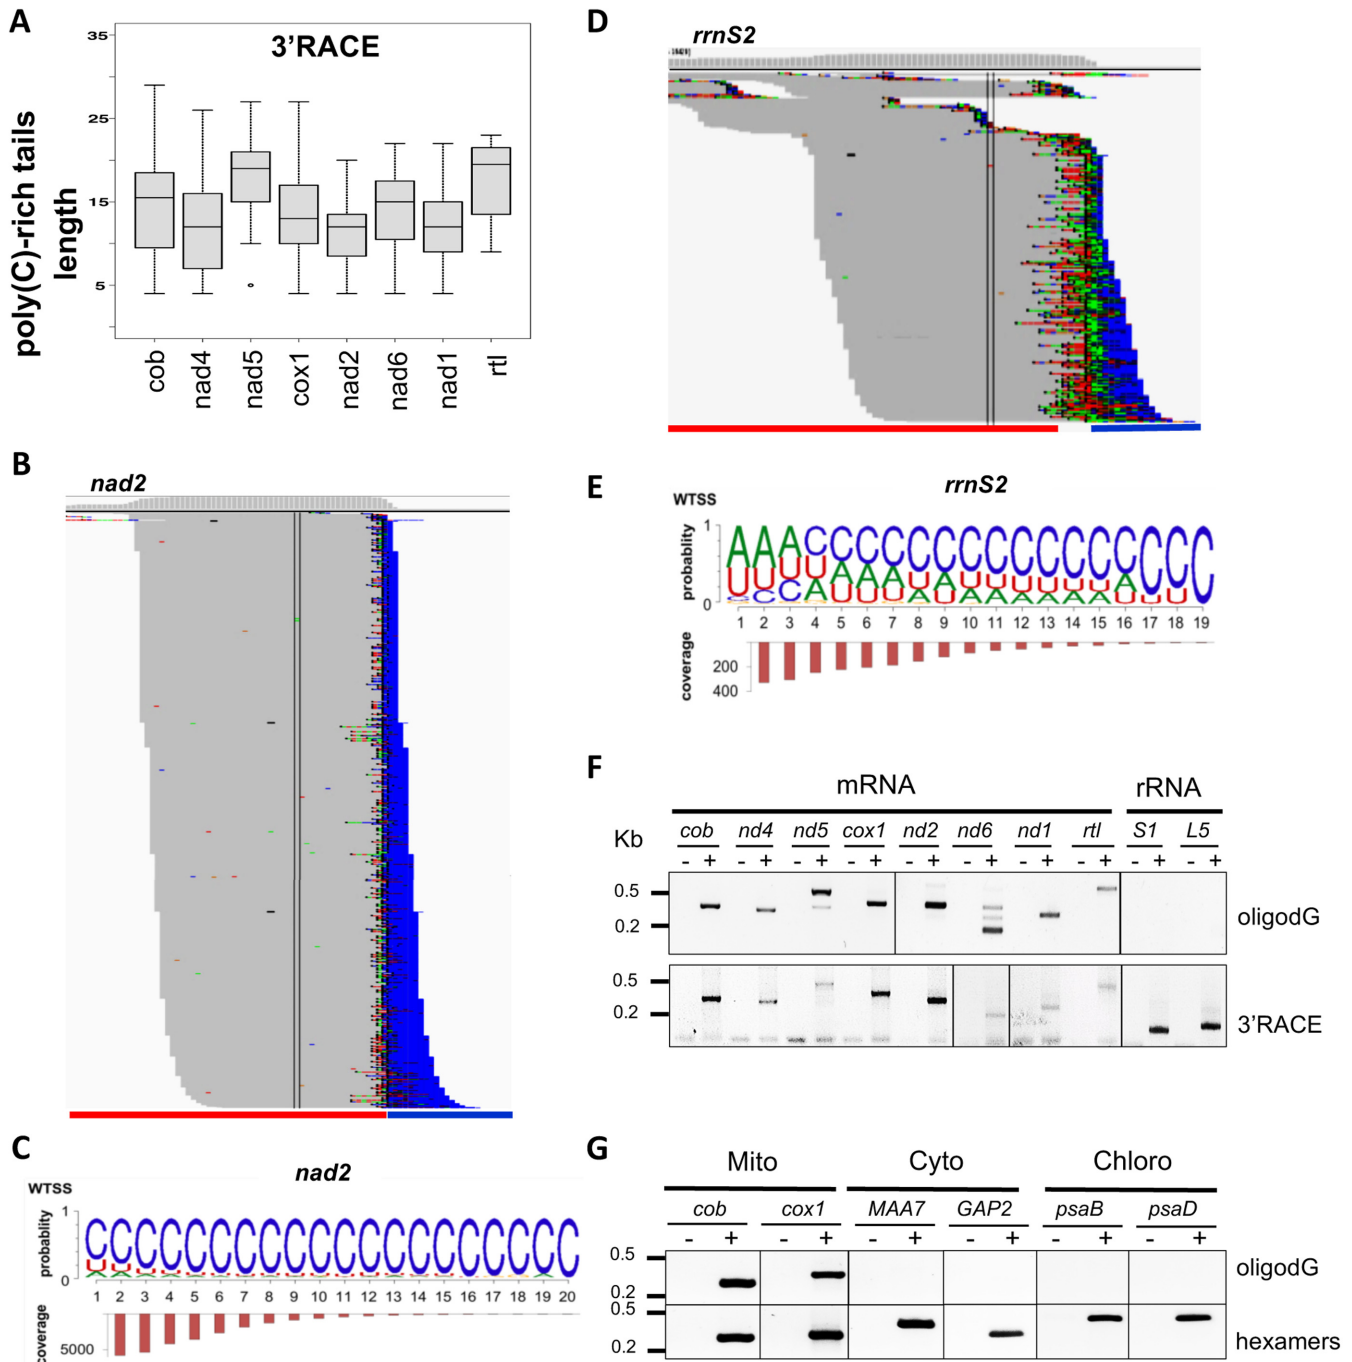 A
3'RACE
poly(C)-rich tails
length
35
25
15
5
cob
nad4
nad5
cox1
nad2
nad6
nad1
rtl
B
nad2
C
nad2
WTSS
probablity
1
0
CCCCCCCCCCCCCCCCCCCC
1 2 3 4 5 6 7 8 9 10 11 12 13 14 15 16 17 18 19 20
coverage
5000
D
rrnS2
E
rrnS2
WTSS
probablity
1
0
AAACCCCCCCCCCCCCCCC
1 2 3 4 5 6 7 8 9 10 11 12 13 14 15 16 17 18 19
coverage
200
400
F
mRNA rRNA
Kb
cob nd4 nd5 cox1 nd2 nd6 nd1 rtl S1 L5
- + - + - + - + - + - + - + - + - + - +
0.5
0.2
oligodG
0.5
0.2
3'RACE
G
Mito Cyto Chloro
cob cox1 MAA7 GAP2 psaB psaD
- + - + - + - + - + - +
0.5
0.2
oligodG
0.5
0.2
hexamers